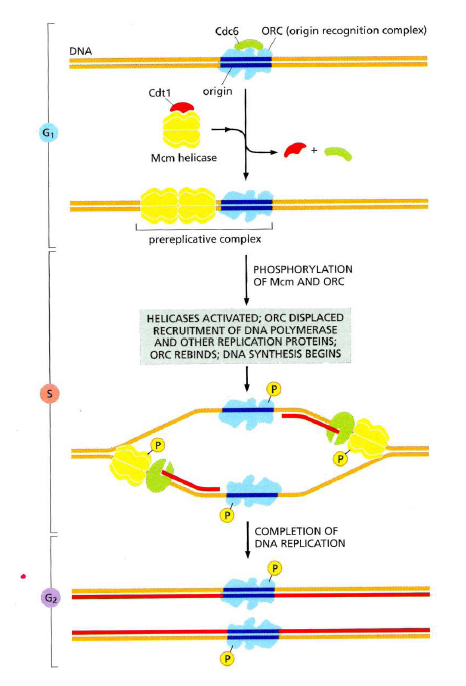 Cdc6
ORC (origin recognition complex)
DNA
origin
Cdt1
G1
Mcm helicase
+
prereplicative complex
PHOSPHORYLATION
OF Mcm AND ORC
HELICASES ACTIVATED; ORC DISPLACED
RECRUITMENT OF DNA POLYMERASE
AND OTHER REPLICATION PROTEINS;
ORC REBINDS; DNA SYNTHESIS BEGINS
S
P
P
P
P
COMPLETION OF
DNA REPLICATION
P
G2
P